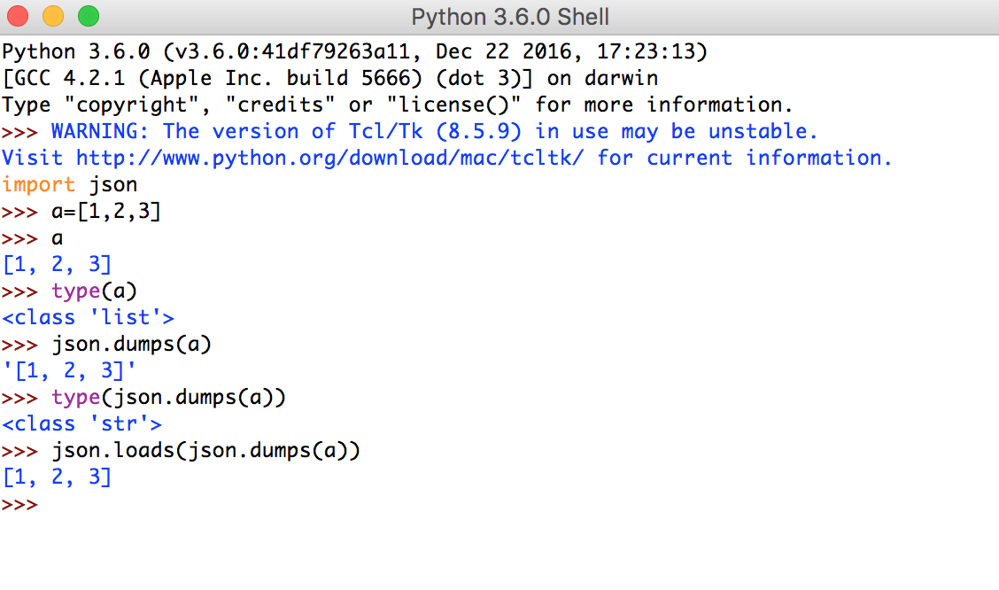 Python 3.6.0 Shell
Python 3.6.0 (v3.6.0:41df79263a11, Dec 22 2016, 17:23:13)
[GCC 4.2.1 (Apple Inc. build 5666) (dot 3)] on darwin
Type "copyright", "credits" or "license()" for more information.
>>> WARNING: The version of Tcl/Tk (8.5.9) in use may be unstable.
Visit http://www.python.org/download/mac/tcltk/ for current information.
import json
>>> a=[1,2,3]
>>> a
[1, 2, 3]
>>> type(a)
<class 'list'>
>>> json.dumps(a)
'[1, 2, 3]'
>>> type(json.dumps(a))
<class 'str'>
>>> json.loads(json.dumps(a))
[1, 2, 3]
>>>